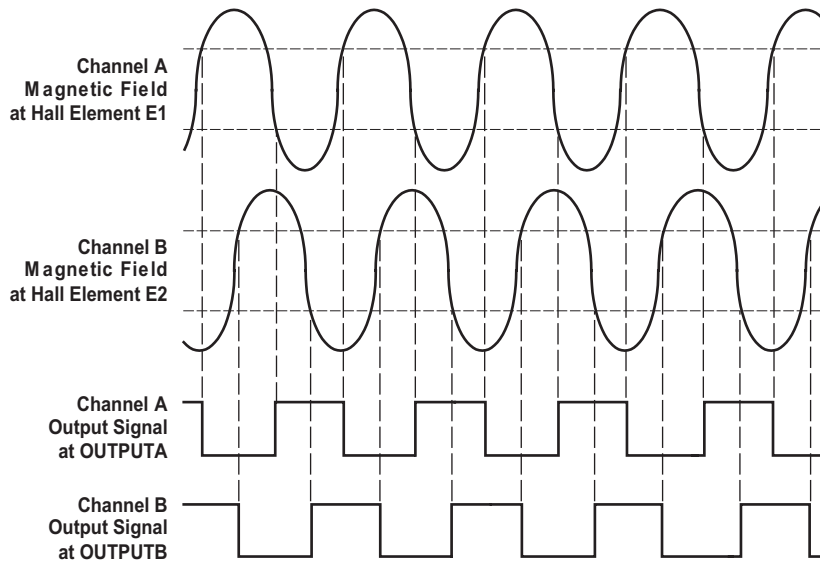 Channel A
Magnetic Field
at Hall Element E1
Channel B
Magnetic Field
at Hall Element E2
Channel A
Output Signal
at OUTPUTA
Channel B
Output Signal
at OUTPUTB